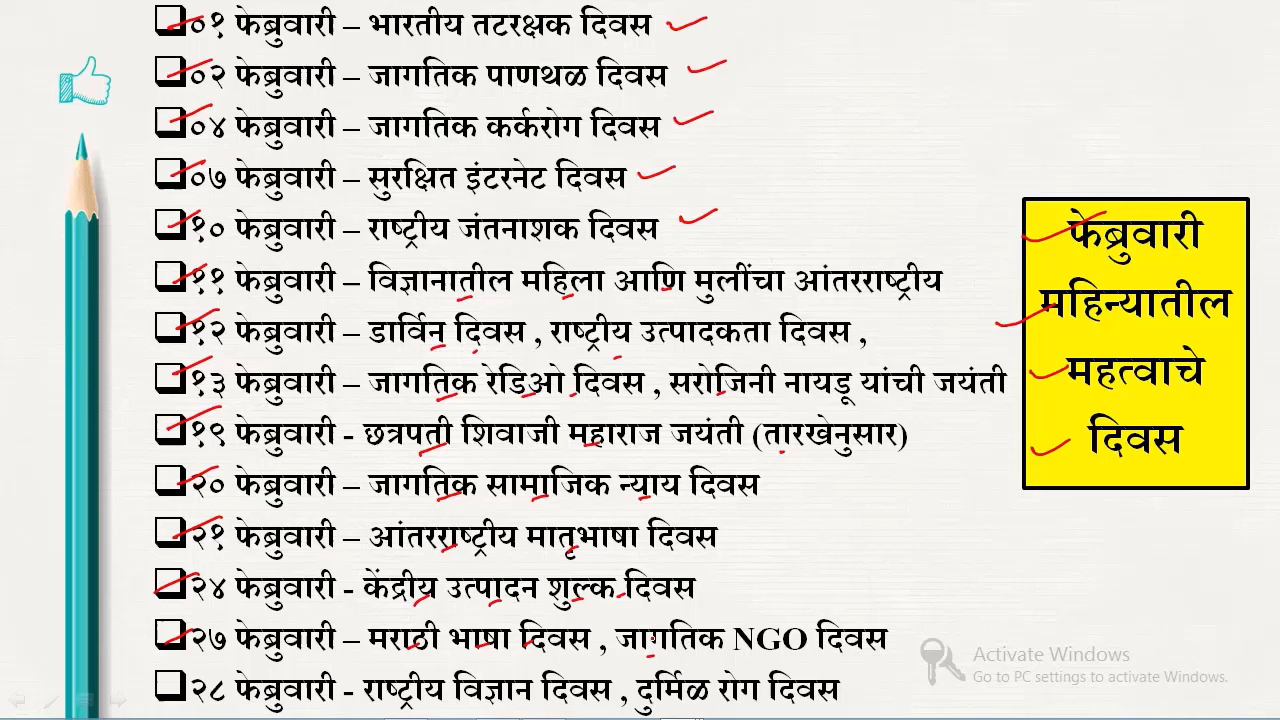 ०१ फेब्रुवारी – भारतीय तटरक्षक दिवस
०२ फेब्रुवारी – जागतिक पाणथळ दिवस
०४ फेब्रुवारी – जागतिक कर्करोग दिवस
०७ फेब्रुवारी – सुरक्षित इंटरनेट दिवस
१० फेब्रुवारी – राष्ट्रीय जंतनाशक दिवस
११ फेब्रुवारी – विज्ञानातील महिला आणि मुलींचा आंतरराष्ट्रीय
१२ फेब्रुवारी – डार्विन दिवस , राष्ट्रीय उत्पादकता दिवस ,
१३ फेब्रुवारी – जागतिक रेडिओ दिवस , सरोजिनी नायडू यांची जयंती
१९ फेब्रुवारी - छत्रपती शिवाजी महाराज जयंती (तारखेनुसार)
२० फेब्रुवारी – जागतिक सामाजिक न्याय दिवस
२१ फेब्रुवारी – आंतरराष्ट्रीय मातृभाषा दिवस
२४ फेब्रुवारी - केंद्रीय उत्पादन शुल्क दिवस
२७ फेब्रुवारी – मराठी भाषा दिवस , जागतिक NGO दिवस
२८ फेब्रुवारी - राष्ट्रीय विज्ञान दिवस , दुर्मिळ रोग दिवस
फेब्रुवारी
महिन्यातील
महत्वाचे
दिवस
Activate Windows
Go to PC settings to activate Windows.